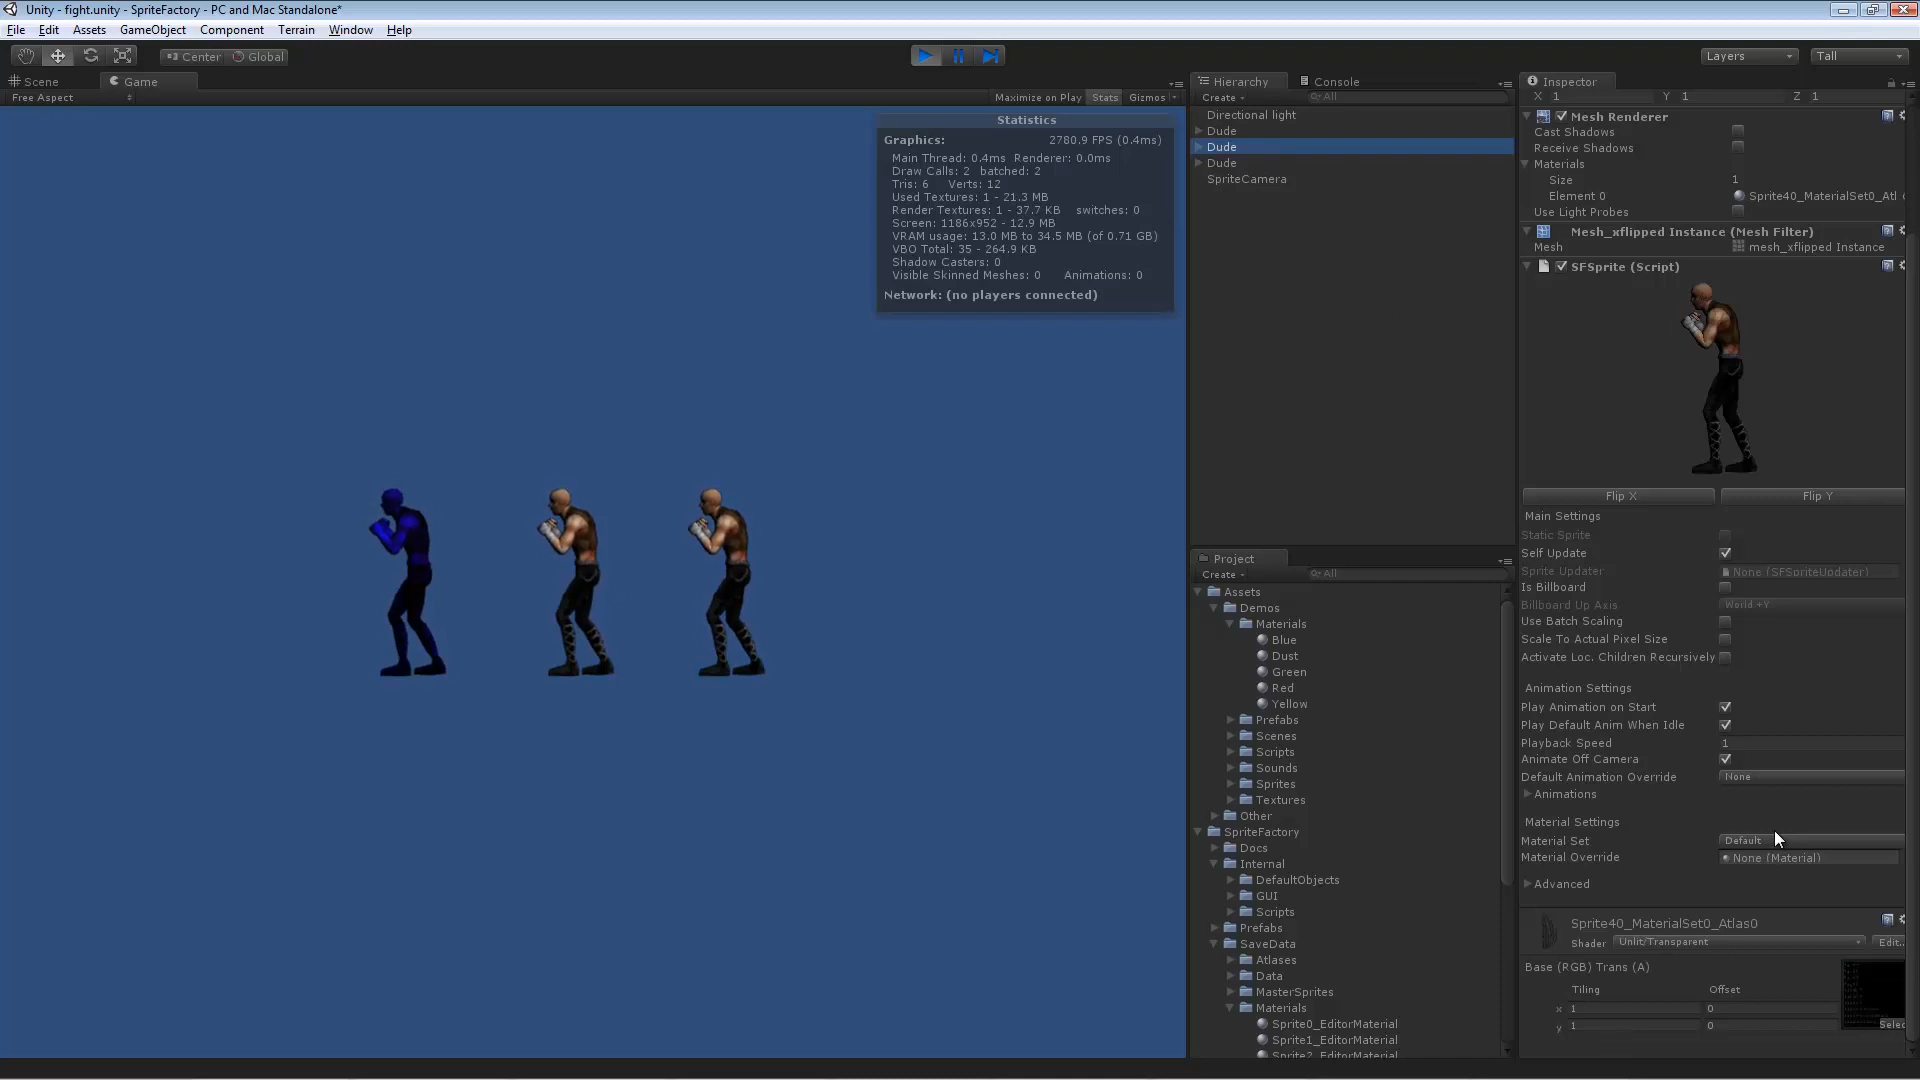 Unity - fight.unity - SpriteFactory - PC and Mac Standalone*
File Edit Assets GameObject Component Terrain Window Help
Center Global
Layers
Tall
Scene
Game
Free Aspect
Maximize on Play Stats Gizmos
Statistics
Graphics: 2780.9 FPS (0.4ms)
Main Thread: 0.4ms Renderer: 0.0ms
Draw Calls: 2 batched: 2
Tris: 6 Verts: 12
Used Textures: 1 - 21.3 MB
Render Textures: 1 - 37.7 KB switches: 0
Screen: 1186x952 - 12.9 MB
VRAM usage: 13.0 MB to 34.5 MB (of 0.71 GB)
VBO Total: 35 - 264.9 KB
Shadow Casters: 0
Visible Skinned Meshes: 0 Animations: 0
Network: (no players connected)
Hierarchy
Console
Create
All
Directional light
Dude
Dude
Dude
SpriteCamera
Project
Create
All
Assets
Demos
Materials
Blue
Dust
Green
Red
Yellow
Prefabs
Scenes
Scripts
Sounds
Sprites
Textures
Other
SpriteFactory
Docs
Internal
DefaultObjects
GUI
Scripts
Prefabs
SaveData
Atlases
Data
MasterSprites
Materials
Sprite0_EditorMaterial
Sprite1_EditorMaterial
Sprite2_EditorMaterial
Inspector
X 1 Y 1 Z 1
Mesh Renderer
Cast Shadows
Receive Shadows
Materials
Size 1
Element 0 Sprite40_MaterialSet0_Atl
Use Light Probes
Mesh_xflipped Instance (Mesh Filter)
Mesh mesh_xflipped Instance
SFSprite (Script)
Flip X Flip Y
Main Settings
Static Sprite
Self Update
Sprite Updater None (SFSpriteUpdater)
Is Billboard
Billboard Up Axis World +Y
Use Batch Scaling
Scale To Actual Pixel Size
Activate Loc. Children Recursively
Animation Settings
Play Animation on Start
Play Default Anim When Idle
Playback Speed 1
Animate Off Camera
Default Animation Override None
Animations
Material Settings
Material Set Default
Material Override None (Material)
Advanced
Sprite40_MaterialSet0_Atlas0
Shader Unlit/Transparent Edit..
Base (RGB) Trans (A)
Tiling Offset
x 1 0
y 1 0
Selec